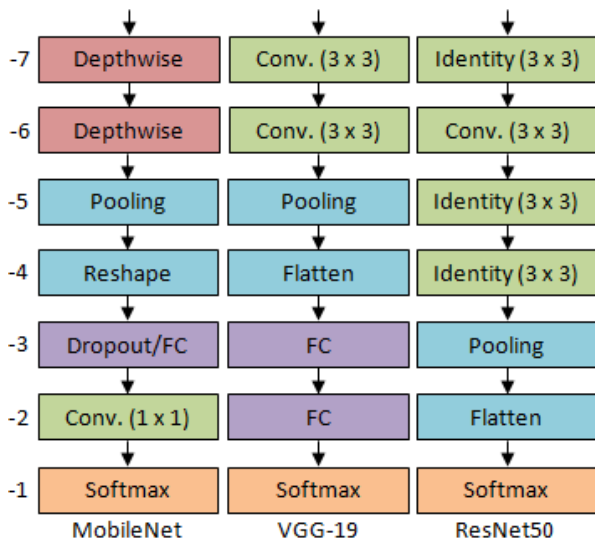 -7 Depthwise Conv. (3 x 3) Identity (3 x 3)
-6 Depthwise Conv. (3 x 3) Conv. (3 x 3)
-5 Pooling Pooling Identity (3 x 3)
-4 Reshape Flatten Identity (3 x 3)
-3 Dropout/FC FC Pooling
-2 Conv. (1 x 1) FC Flatten
-1 Softmax Softmax Softmax
MobileNet VGG-19 ResNet50